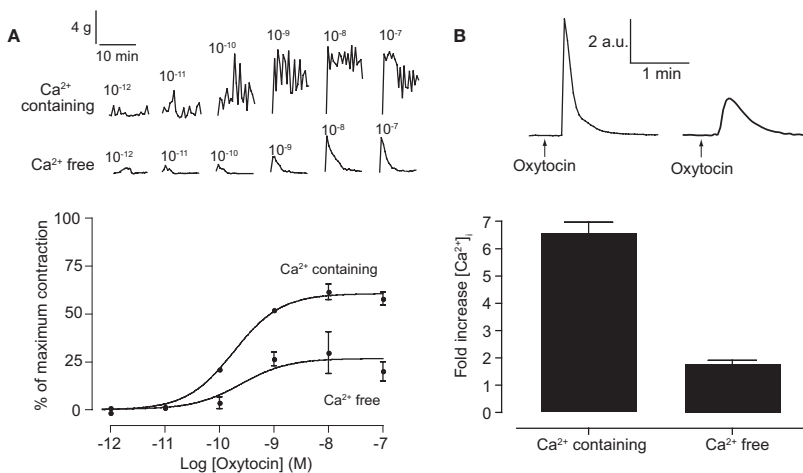 A
4 g
10 min
Ca²⁺
containing
10⁻¹²
10⁻¹¹
10⁻¹⁰
10⁻⁹
10⁻⁸
10⁻⁷
Ca²⁺ free
10⁻¹²
10⁻¹¹
10⁻¹⁰
10⁻⁹
10⁻⁸
10⁻⁷
% of maximum contraction
100
75
50
25
0
Ca²⁺ containing
Ca²⁺ free
-12
-11
-10
-9
-8
-7
Log [Oxytocin] (M)
B
2 a.u.
1 min
Oxytocin
Oxytocin
Fold increase [Ca²⁺]ᵢ
7
6
5
4
3
2
1
0
Ca²⁺ containing
Ca²⁺ free